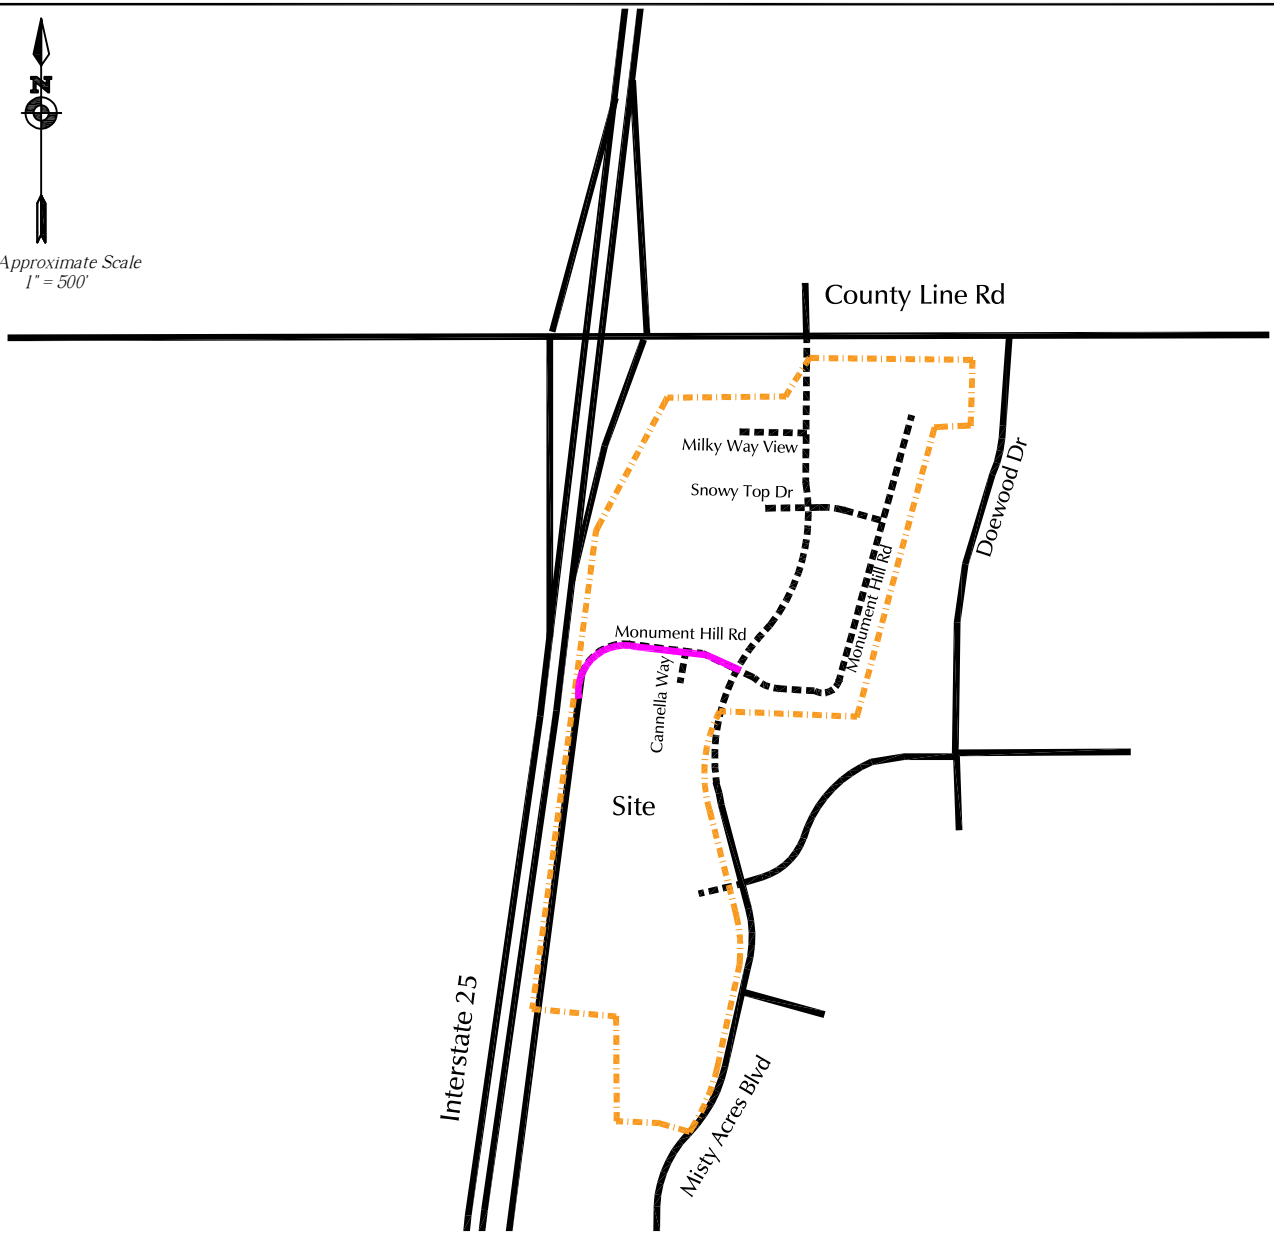 N
Approximate Scale
1" = 500'
County Line Rd
Milky Way View
Snowy Top Dr
Doewood Dr
Monument Hill Rd
Monument Hill Rd
Cannella Way
Site
Interstate 25
Misty Acres Blvd